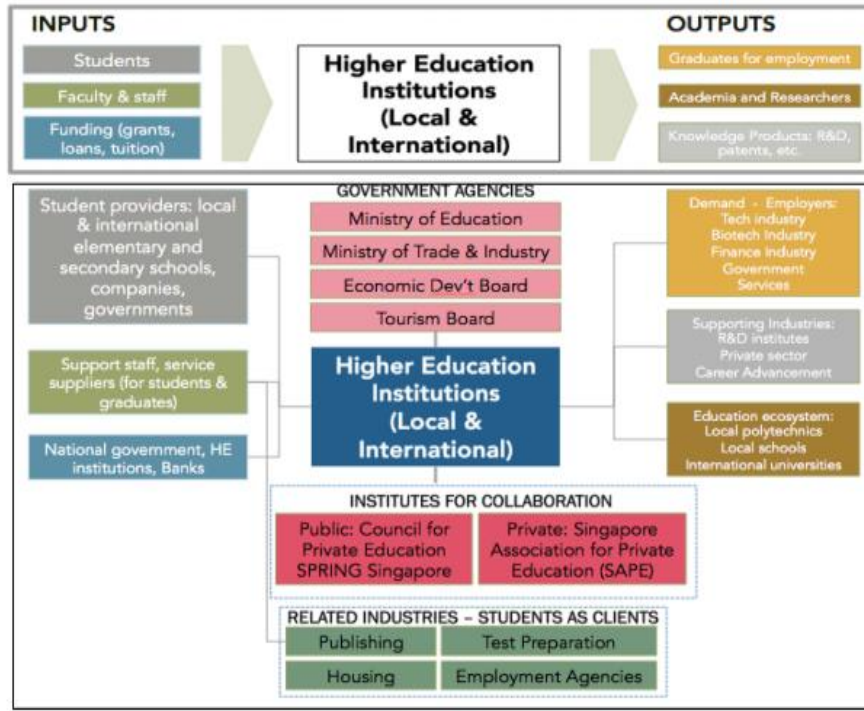 INPUTS
Students
Faculty & staff
Funding (grants,
loans, tuition)
Higher Education
Institutions
(Local &
International)
OUTPUTS
Graduates for employment
Academia and Researchers
Knowledge Products: R&D,
patents, etc.
Student providers: local
& international
elementary and
secondary schools,
companies,
governments
Support staff, service
suppliers (for students &
graduates)
National government, HE
institutions, Banks
GOVERNMENT AGENCIES
Ministry of Education
Ministry of Trade & Industry
Economic Dev't Board
Tourism Board
Higher Education
Institutions
(Local &
International)
Demand - Employers:
Tech industry
Biotech Industry
Finance Industry
Government
Services
Supporting Industries:
R&D institutes
Private sector
Career Advancement
Education ecosystem:
Local polytechnics
Local schools
International universities
INSTITUTES FOR COLLABORATION
Public: Council for
Private Education
SPRING Singapore
Private: Singapore
Association for Private
Education (SAPE)
RELATED INDUSTRIES – STUDENTS AS CLIENTS
Publishing
Test Preparation
Housing
Employment Agencies